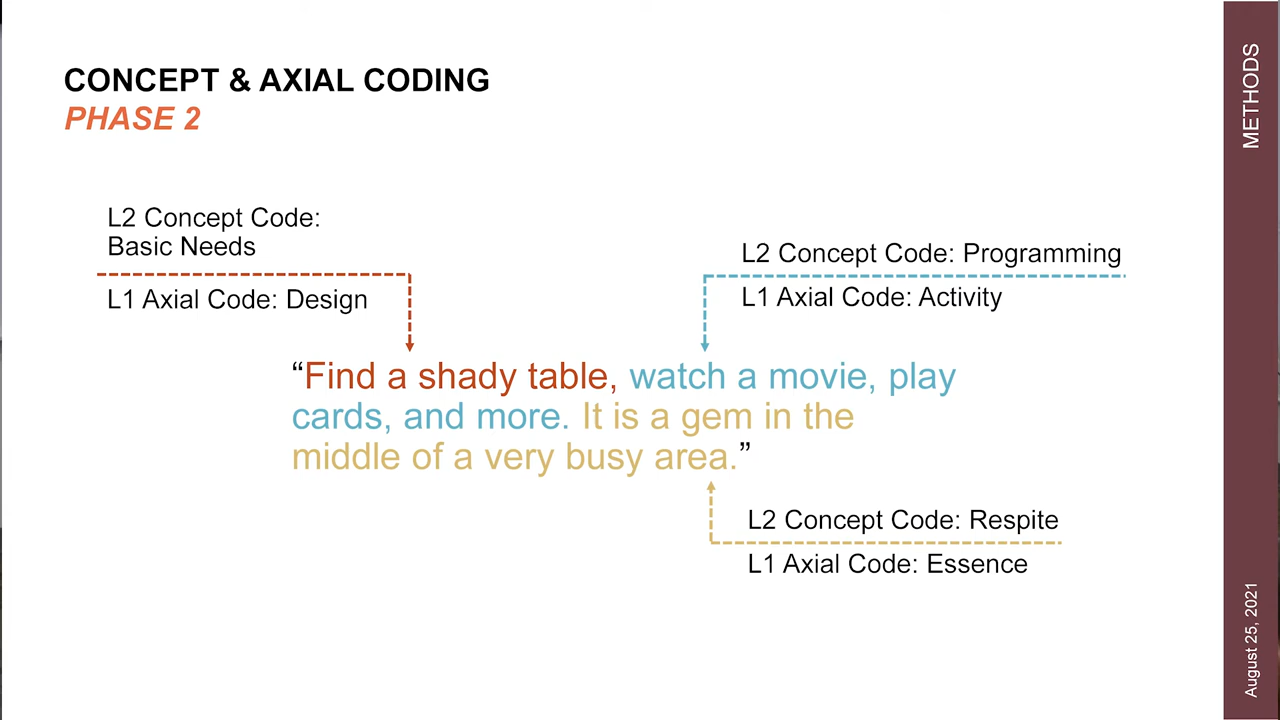 CONCEPT & AXIAL CODING
PHASE 2
L2 Concept Code:
Basic Needs
L1 Axial Code: Design
L2 Concept Code: Programming
L1 Axial Code: Activity
“Find a shady table, watch a movie, play
cards, and more. It is a gem in the
middle of a very busy area.”
L2 Concept Code: Respite
L1 Axial Code: Essence
METHODS
August 25, 2021